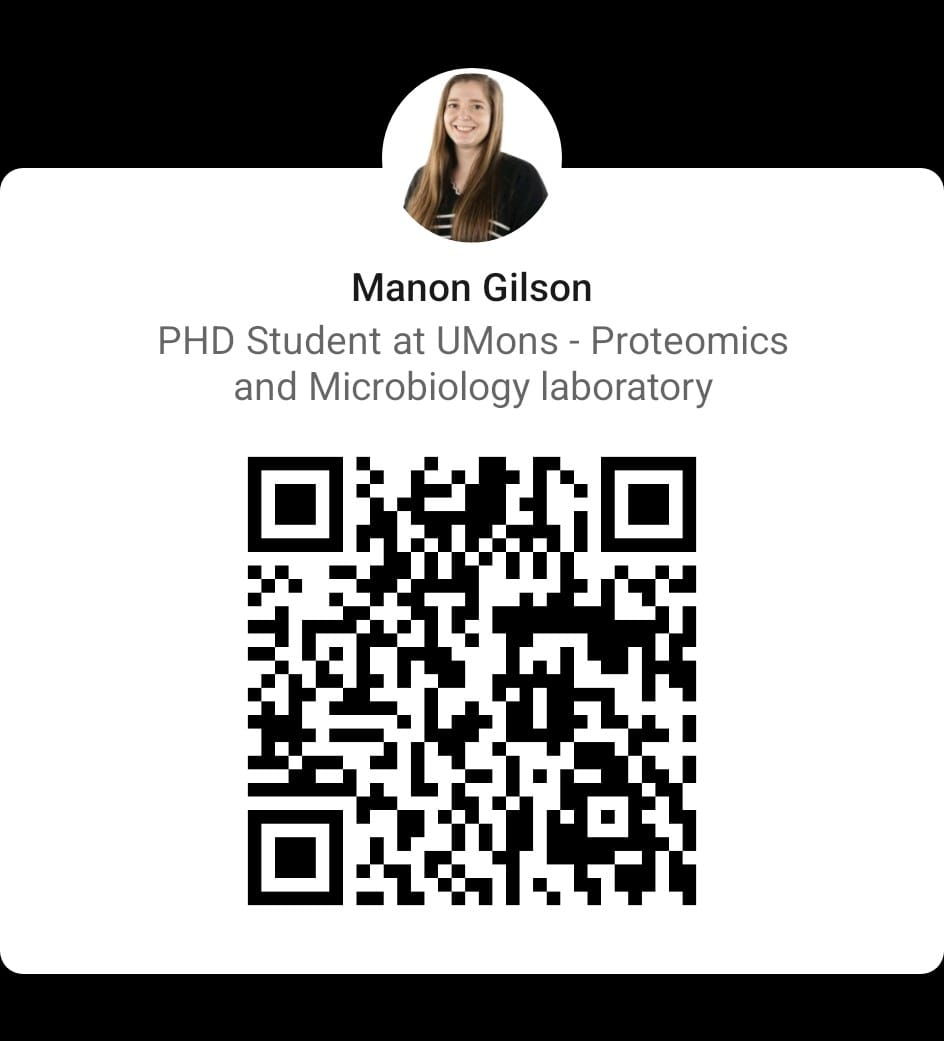 Manon Gilson
PHD Student at UMons - Proteomics
and Microbiology laboratory